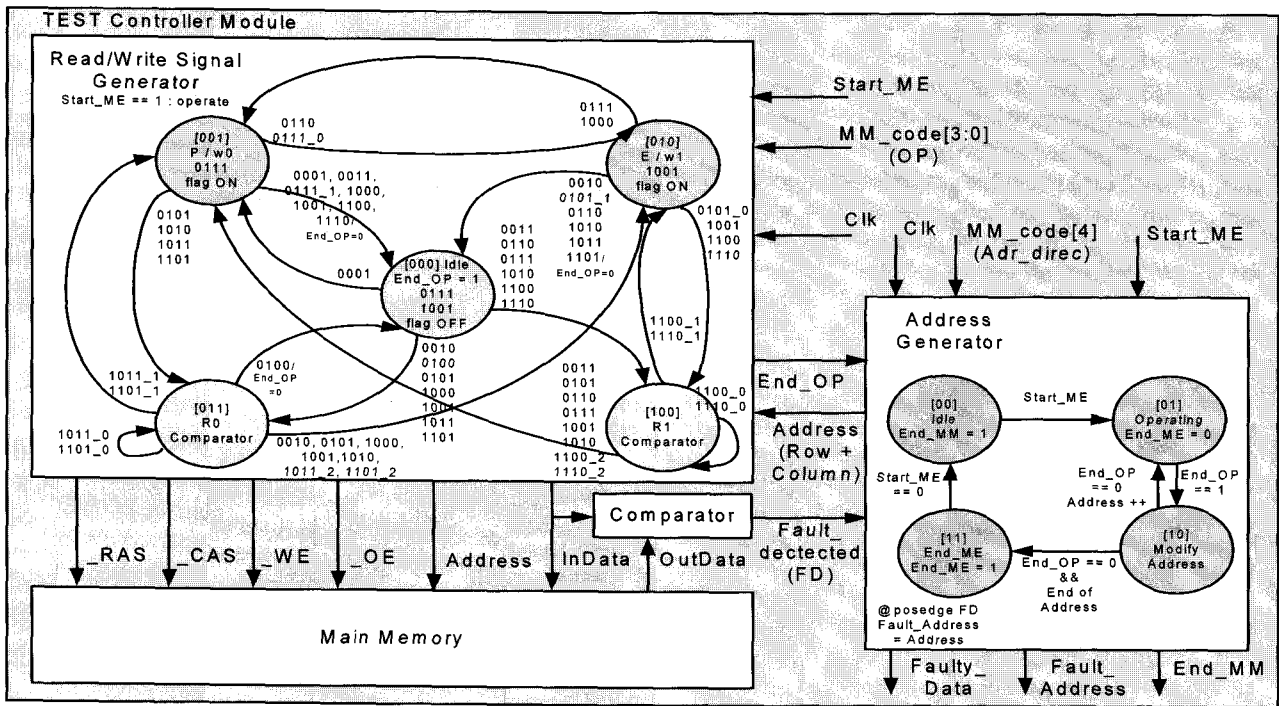 TEST Controller Module
Read/Write Signal
Generator
Start_ME == 1 : operate
[001]
P / w0
0111
flag ON
0110
0111_0
0111
1000
[010]
E / w1
1001
flag ON
0001, 0011,
0111_1, 1000,
1001, 1100,
1110/
End_OP=0
0101
1010
1011
1101
0001
[000] Idle
End_OP = 1
0111
1001
flag OFF
0010
0101_1
0110
1010
1011
1101/
End_OP=0
0101_0
1001
1100
1110
0011
0110
0111
1010
1100
1110
1100_1
1110_1
1011_1
1101_1
0100/
End_OP
=0
0010
0100
0101
1000
1001
1011
1101
0011
0101
0110
0111
1001
1010
1100_2
1110_2
1100_0
1110_0
[011]
R0
Comparator
[100]
R1
Comparator
1011_0
1101_0
0010, 0101, 1000,
1001,1010,
1011_2, 1101_2
Start_ME
MM_code[3:0]
(OP)
Clk
Clk
MM_code[4]
(Adr_direc)
Start_ME
End_OP
Address
(Row +
Column)
Address
Generator
[00]
Idle
End_MM = 1
Start_ME
[01]
Operating
End_ME = 0
Start_ME
== 0
End_OP
== 0
Address ++
End_OP
== 1
[11]
End_ME
End_ME = 1
[10]
Modify
Address
End_OP == 0
&&
End of
Address
@posedge FD
Fault_Address
= Address
Comparator
_RAS
_CAS
_WE
_OE
Address
InData
OutData
Fault_
dectected
(FD)
Main Memory
Faulty_
Data
Fault_
Address
End_MM